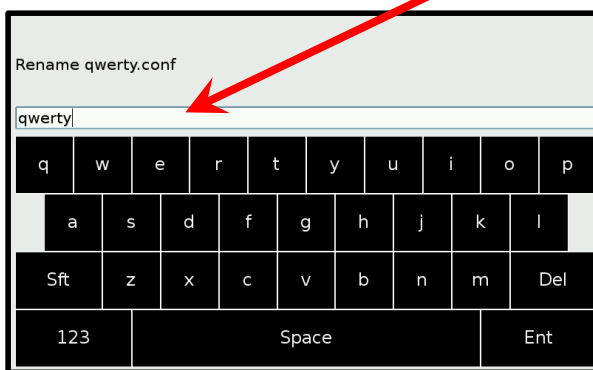 Rename qwerty.conf
qwerty
q w e r t y u i o p
a s d f g h j k l
Sft z x c v b n m Del
123 Space Ent